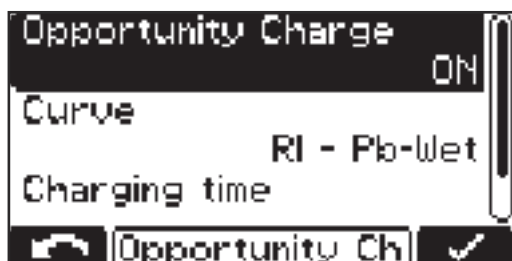 Opportunity Charge
ON
Curve
RI - Pb-Wet
Charging time
Opportunity Ch